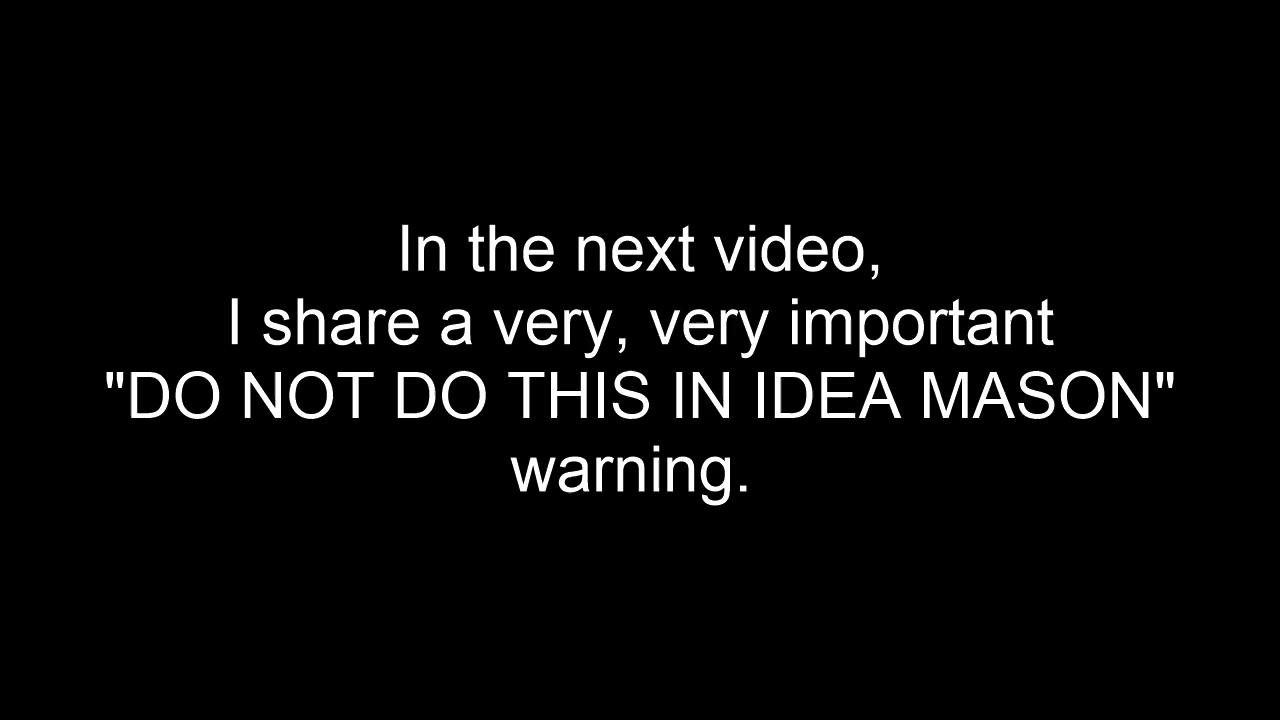 In the next video,
I share a very, very important
"DO NOT DO THIS IN IDEA MASON"
warning.